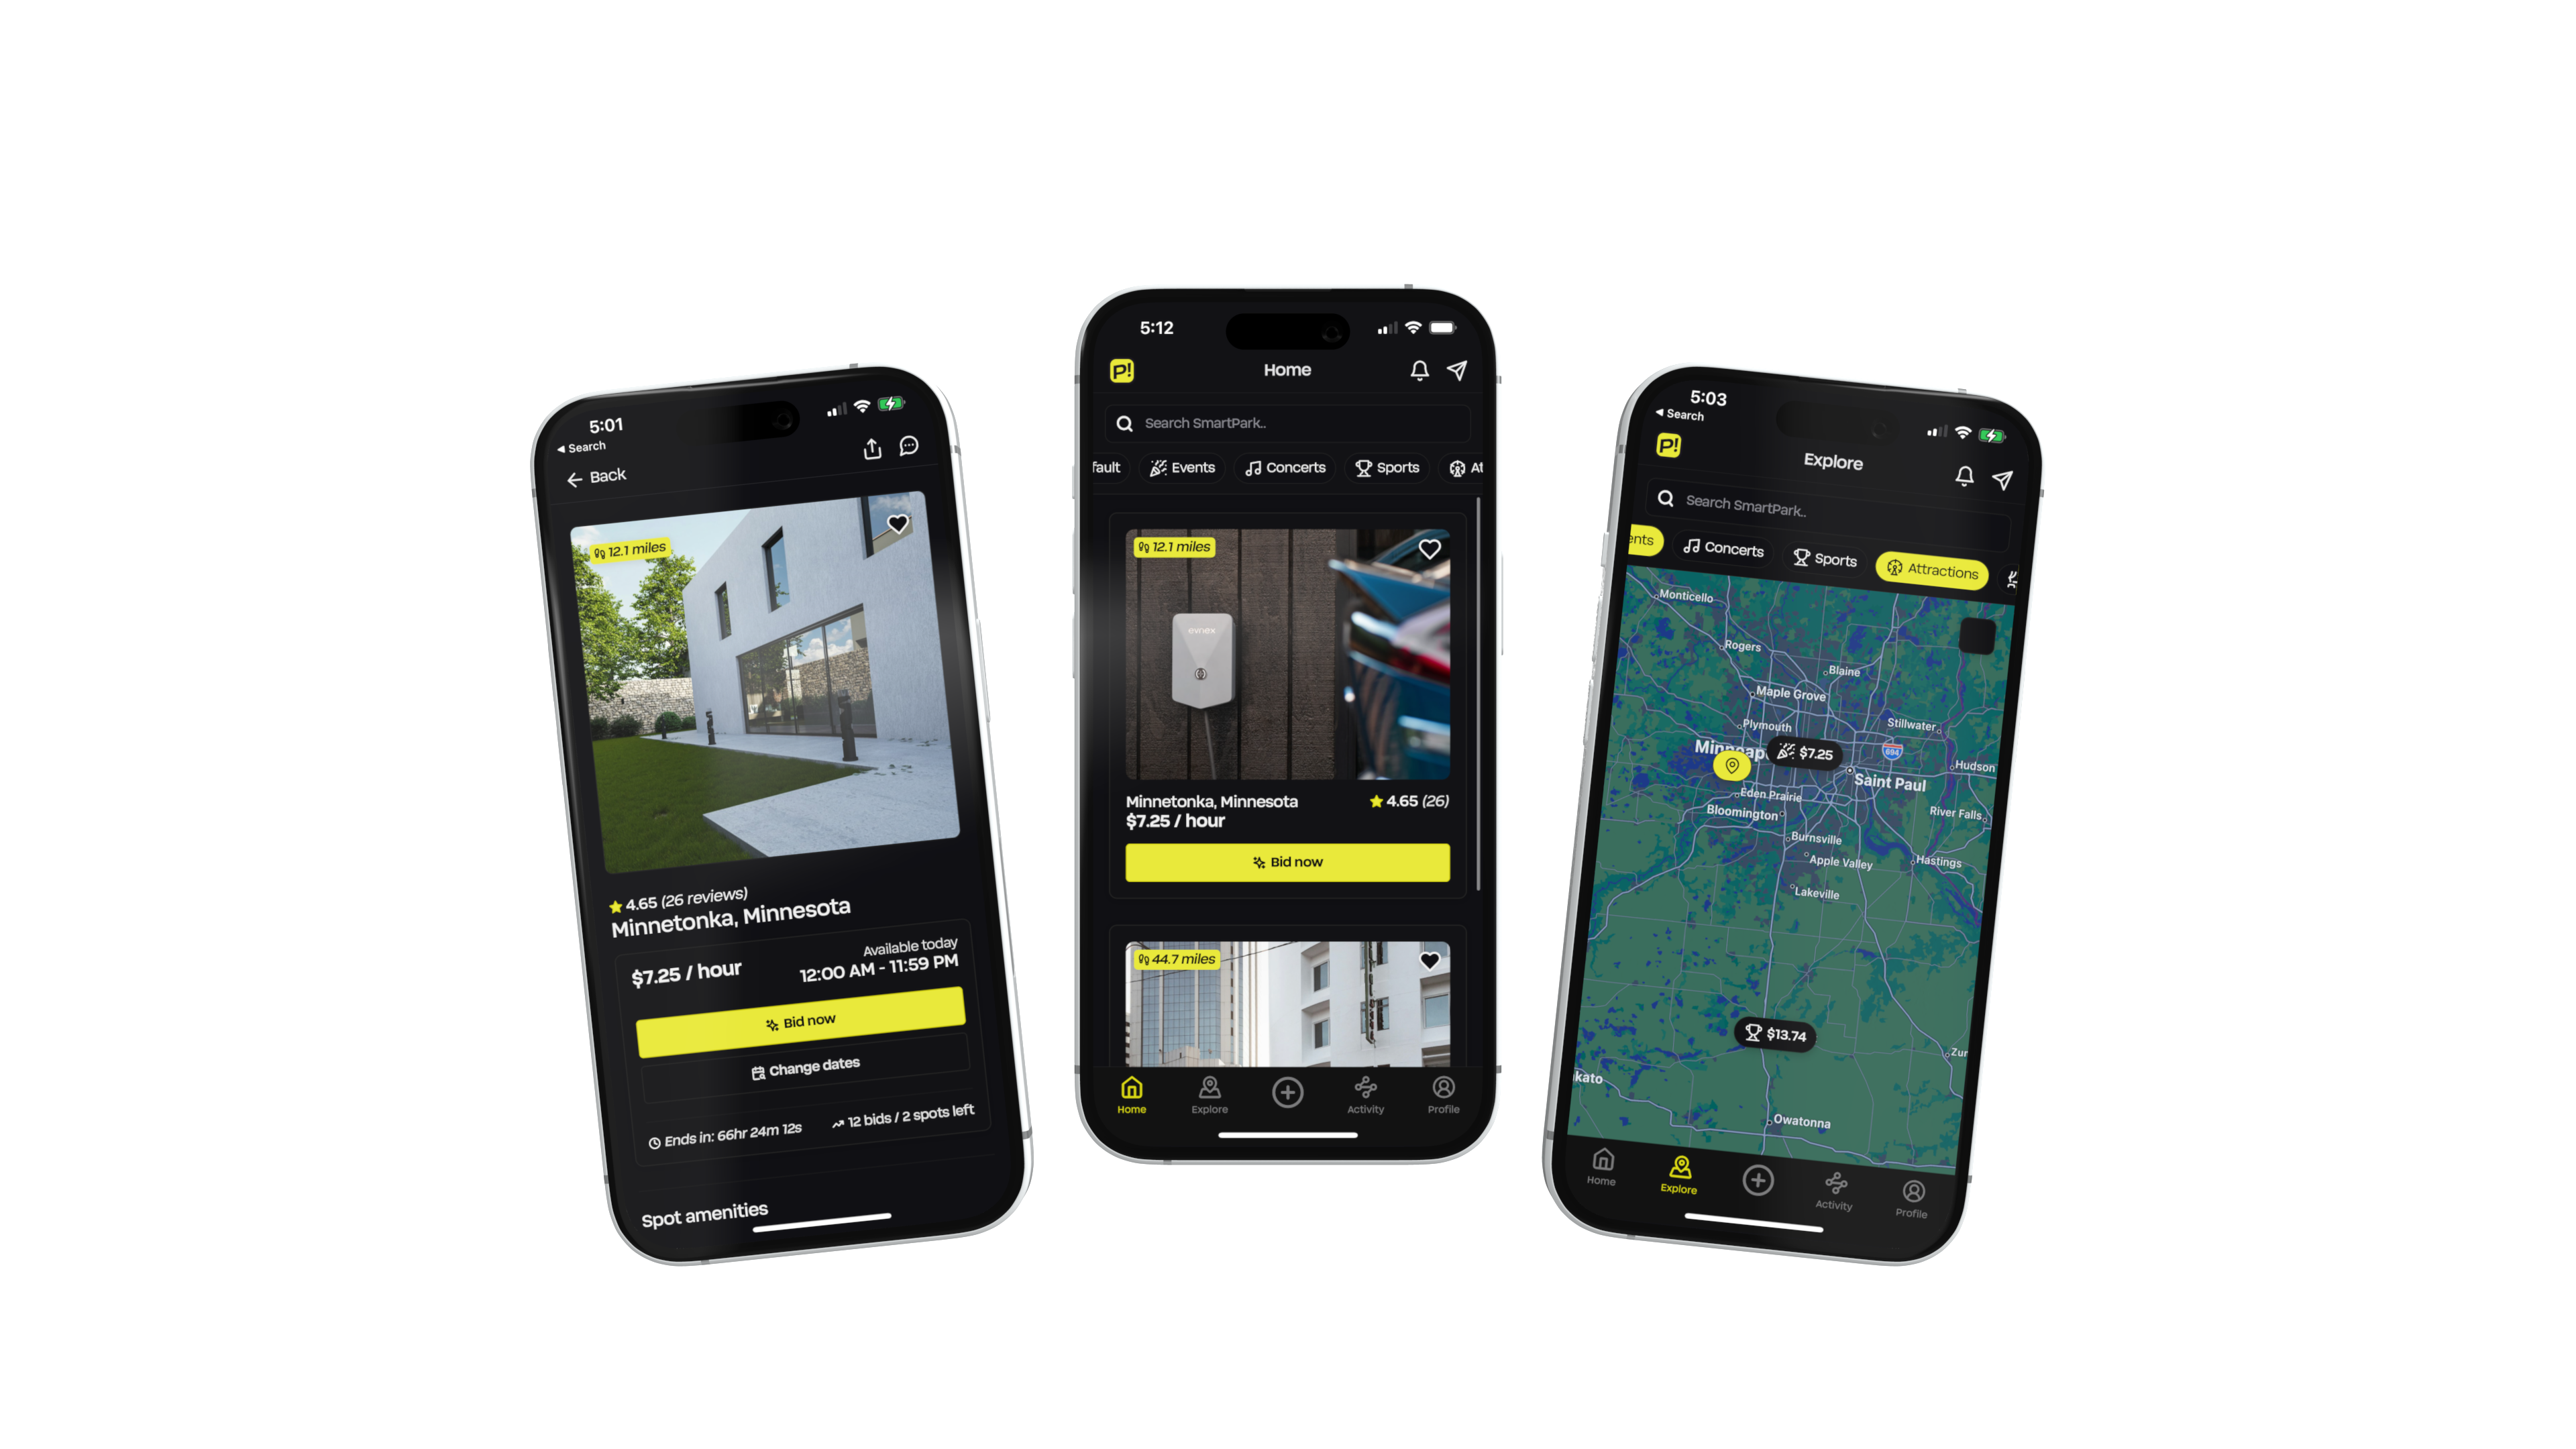 5:01
Search
Back
12.1 miles
4.65 (26 reviews)
Minnetonka, Minnesota
$7.25 / hour
Available today
12:00 AM - 11:59 PM
Bid now
Change dates
Ends in: 66hr 24m 12s
12 bids / 2 spots left
Spot amenities
5:12
P!
Home
Search SmartPark..
fault
Events
Concerts
Sports
At
12.1 miles
evnex
Minnetonka, Minnesota
4.65 (26)
$7.25 / hour
Bid now
44.7 miles
Home
Explore
Activity
Profile
5:03
Search
P!
Explore
Search SmartPark..
ents
Concerts
Sports
Attractions
Monticello
Rogers
Blaine
Maple Grove
Plymouth
Stillwater
Minneap
$7.25
694
Hudson
Saint Paul
Eden Prairie
Bloomington
River Falls
Burnsville
Apple Valley
Hastings
Lakeville
$13.74
Zur
kato
Owatonna
Home
Explore
Activity
Profile